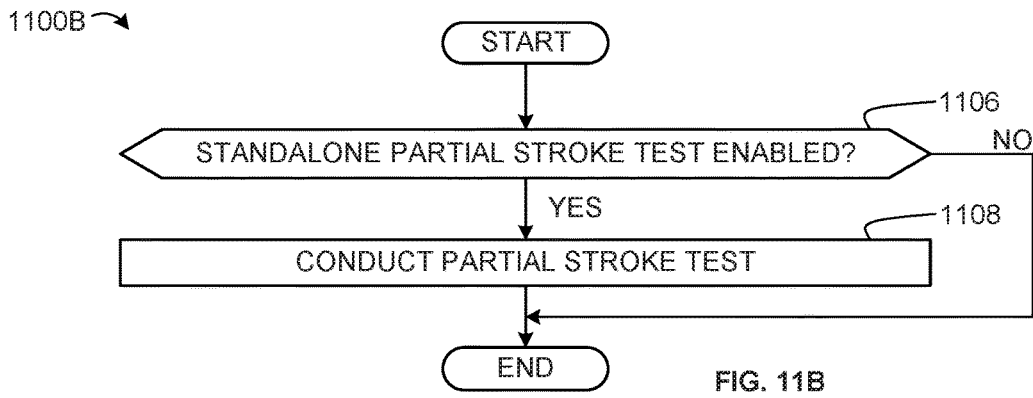 1100B
START
1106
STANDALONE PARTIAL STROKE TEST ENABLED?
NO
YES
1108
CONDUCT PARTIAL STROKE TEST
END
FIG. 11B